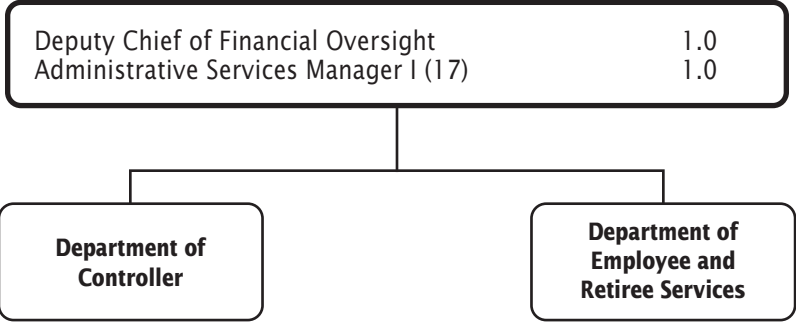 Deputy Chief of Financial Oversight 1.0
Administrative Services Manager I (17) 1.0
Department of
Controller
Department of
Employee and
Retiree Services